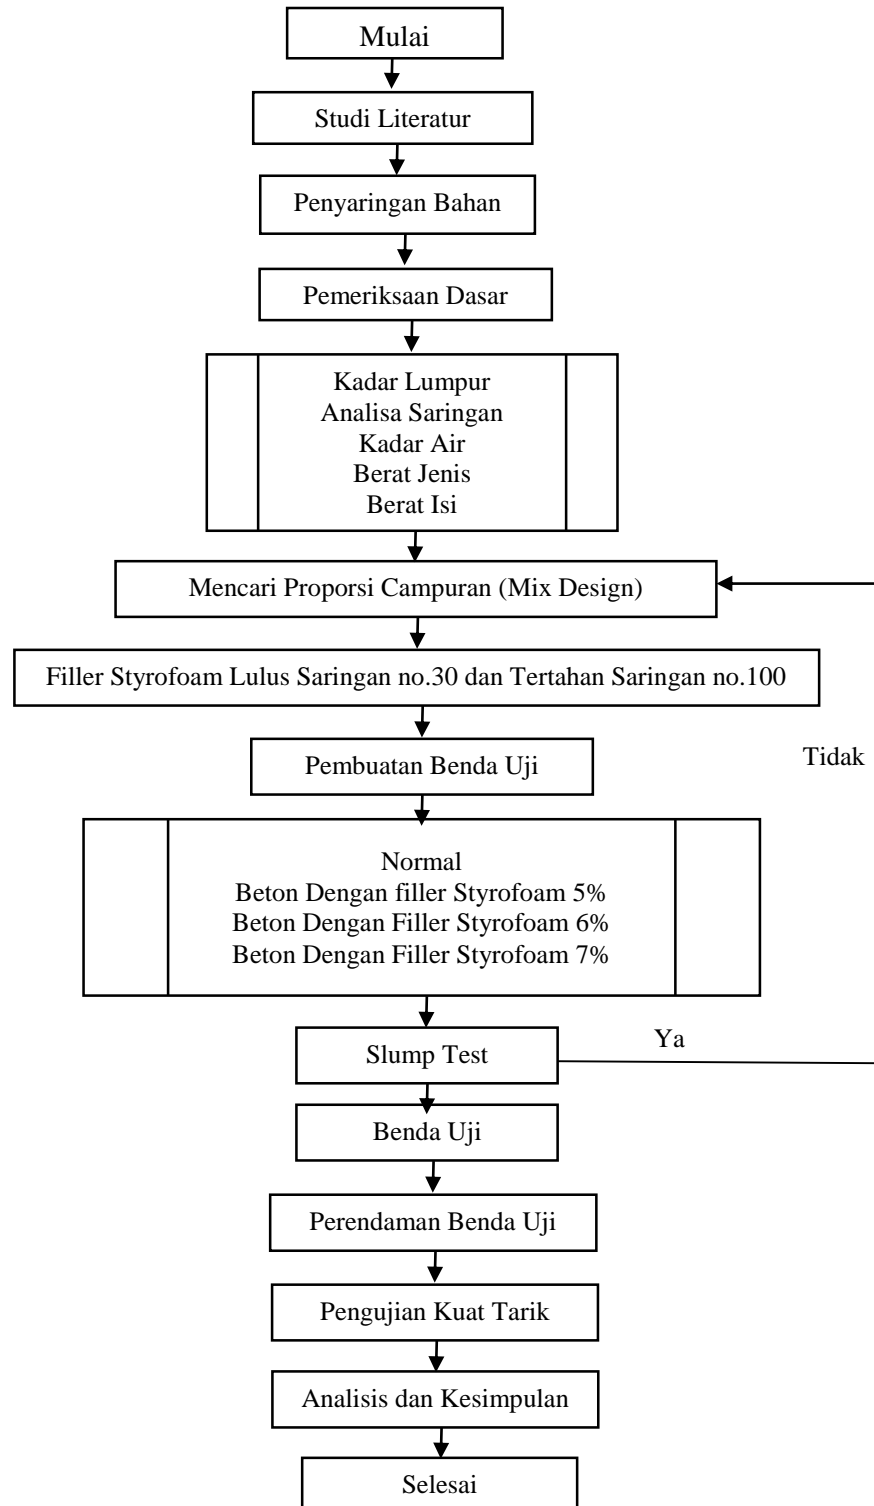 Mulai
Studi Literatur
Penyaringan Bahan
Pemeriksaan Dasar
Kadar Lumpur
Analisa Saringan
Kadar Air
Berat Jenis
Berat Isi
Mencari Proporsi Campuran (Mix Design)
Filler Styrofoam Lulus Saringan no.30 dan Tertahan Saringan no.100
Pembuatan Benda Uji
Tidak
Normal
Beton Dengan filler Styrofoam 5%
Beton Dengan Filler Styrofoam 6%
Beton Dengan Filler Styrofoam 7%
Slump Test
Ya
Benda Uji
Perendaman Benda Uji
Pengujian Kuat Tarik
Analisis dan Kesimpulan
Selesai